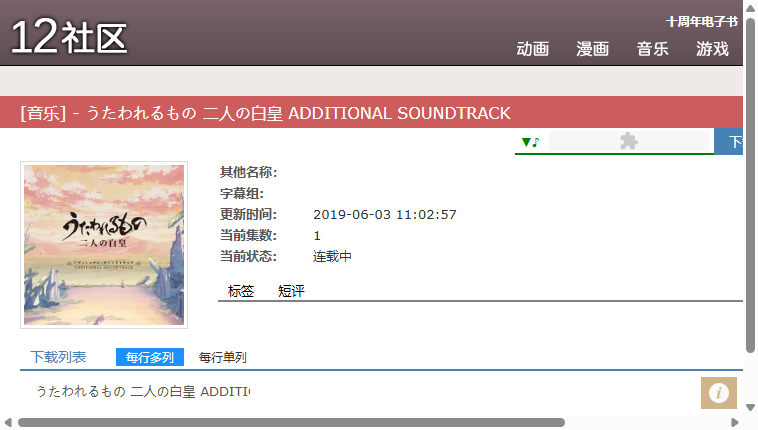 12社区
十周年电子书
动画 漫画 音乐 游戏
[音乐] - うたわれるもの 二人の白皇 ADDITIONAL SOUNDTRACK
▼♪
下
うたわれるもの
二人の白皇
ADDITIONAL SOUNDTRACK
其他名称:
字幕组:
更新时间: 2019-06-03 11:02:57
当前集数: 1
当前状态: 连载中
标签 短评
下载列表 每行多列 每行单列
うたわれるもの 二人の白皇 ADDITI
i